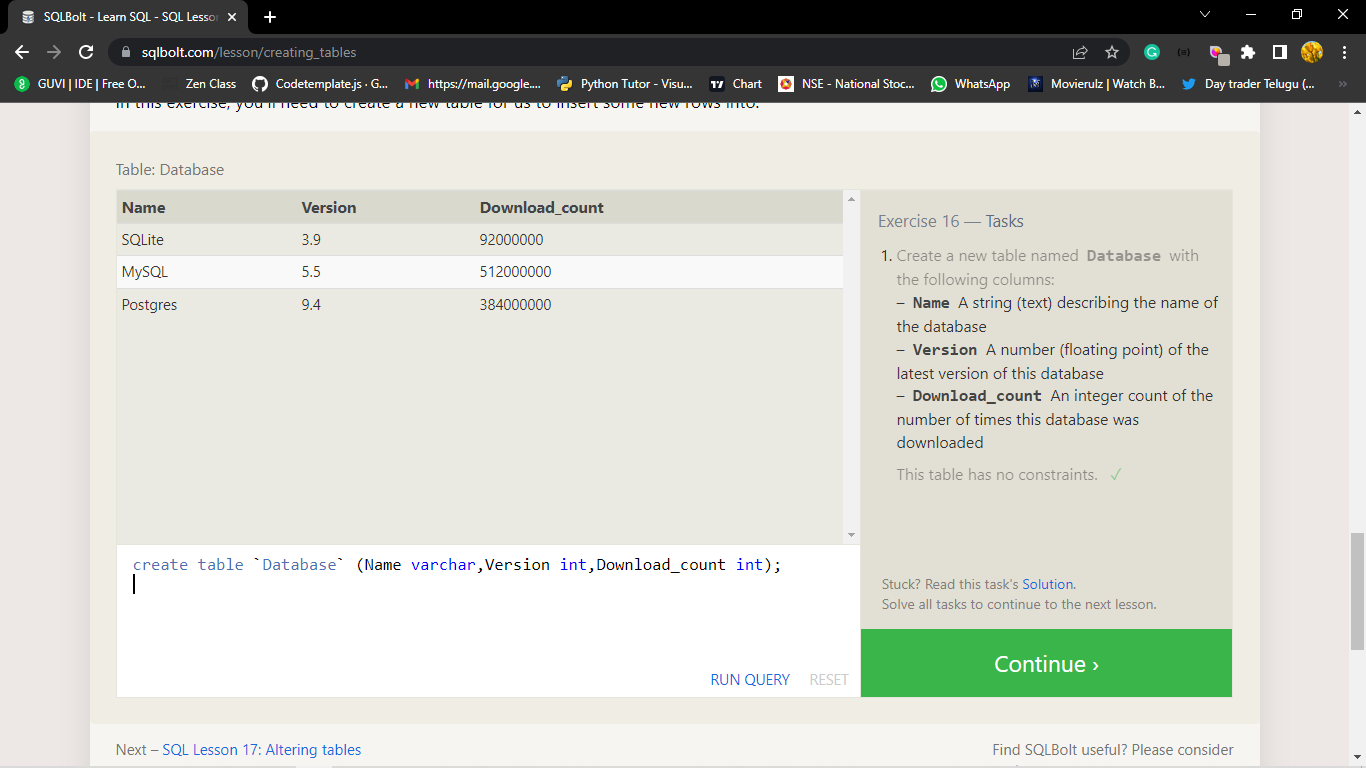 SQLBolt - Learn SQL - SQL Lesson
sqlbolt.com/lesson/creating_tables
GUVI | IDE | Free O...
Zen Class
Codetemplate.js · G...
https://mail.google....
Python Tutor - Visu...
Chart
NSE - National Stoc...
WhatsApp
Movierulz | Watch B...
Day trader Telugu (...
»
In this exercise, you'll need to create a new table for us to insert some new rows into.
Table: Database
Name Version Download_count
SQLite 3.9 92000000
MySQL 5.5 512000000
Postgres 9.4 384000000
create table `Database` (Name varchar,Version int,Download_count int);
RUN QUERY RESET
Exercise 16 — Tasks
1. Create a new table named Database with
the following columns:
– Name A string (text) describing the name of
the database
– Version A number (floating point) of the
latest version of this database
– Download_count An integer count of the
number of times this database was
downloaded
This table has no constraints. ✓
Stuck? Read this task's Solution.
Solve all tasks to continue to the next lesson.
Continue ›
Next – SQL Lesson 17: Altering tables
Find SQLBolt useful? Please consider